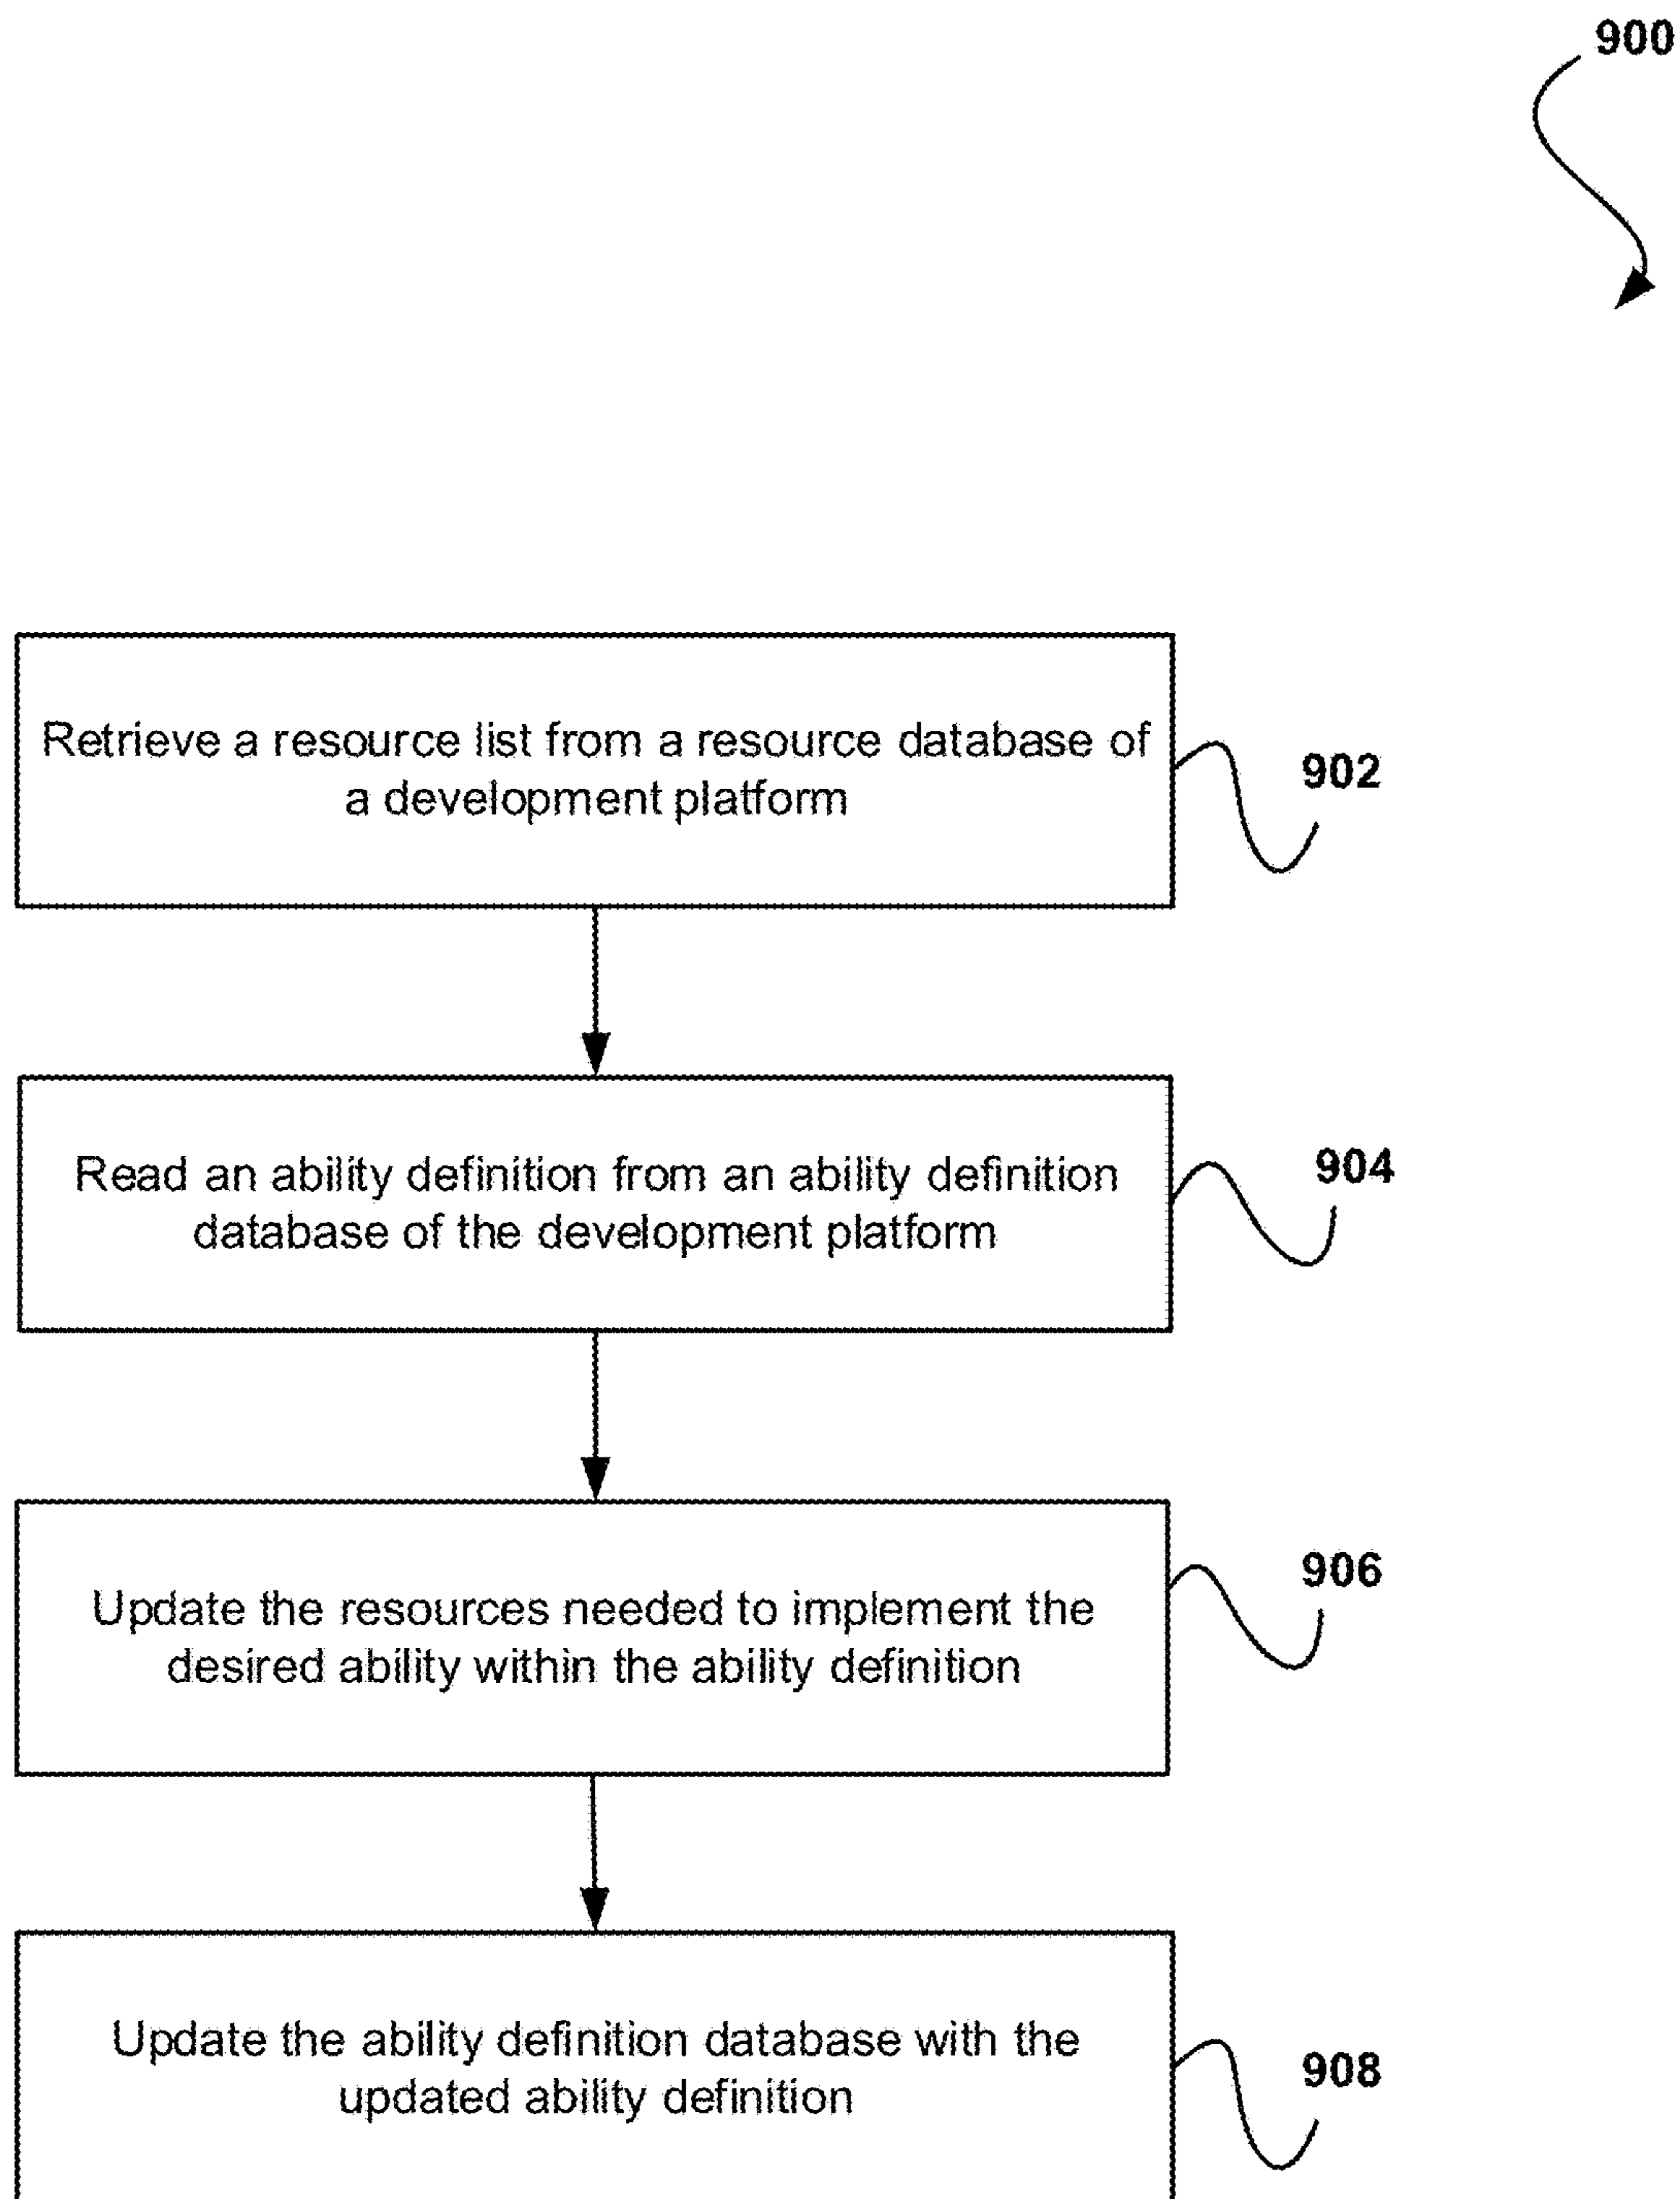 900
Retrieve a resource list from a resource database of
a development platform
902
Read an ability definition from an ability definition
database of the development platform
904
Update the resources needed to implement the
desired ability within the ability definition
906
Update the ability definition database with the
updated ability definition
908